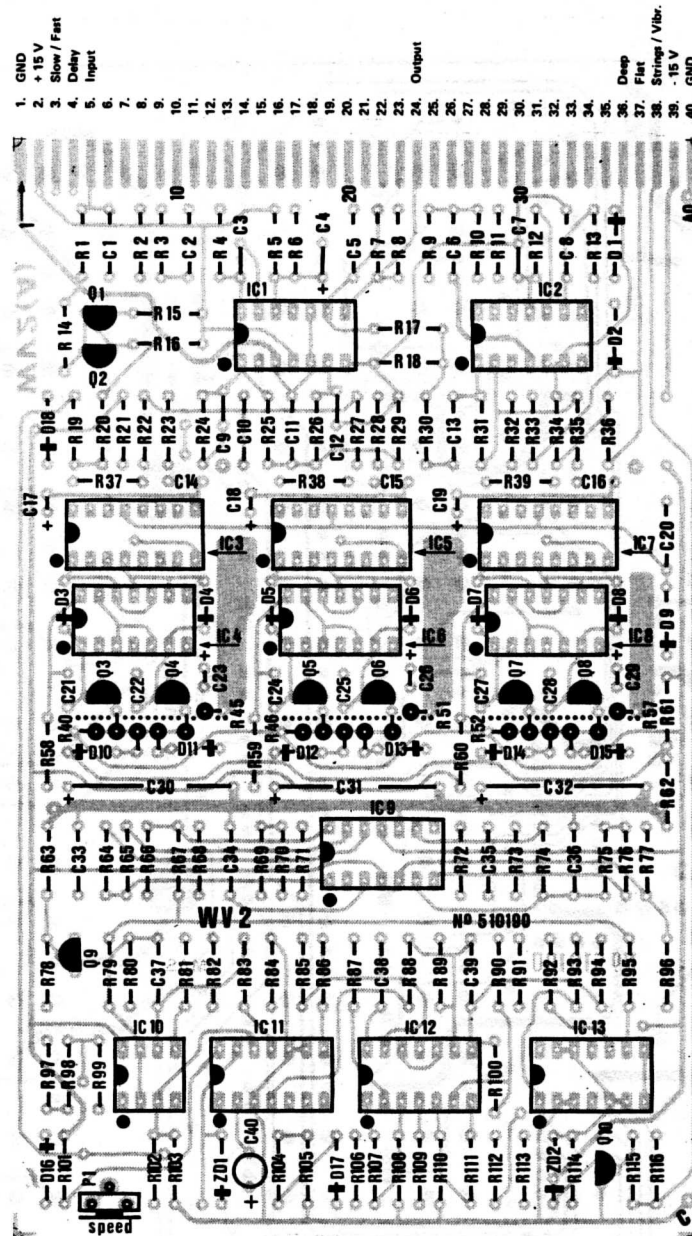 1. GND
2. + 15 V
3. Slow / Fast
4. Delay
5. Input
6.
7.
8.
9.
10.
11.
12.
13.
14.
15.
16.
17.
18.
19.
20.
21.
22.
23.
24. Output
25.
26.
27.
28.
29.
30.
31.
32.
33.
34.
35.
36. Deep
37. Flat
38. Strings / Vibr.
39. - 15 V
40. GND
1 10 20 30 40
WV2(A)
R1 C1 R2 R3 C2 R4 C3 R5 R6 C4 + C5 R7 R8 R9 C6 R10 R11 C7 R12 C8 R13 D1
R14 Q1 R15 IC1 IC2
Q2 R16 R17 R18 D2
D18 R19 R20 R21 R22 R23 R24 C9 C10 R25 C11 R26 C12 R27 R28 R29 R30 C13 R31 R32 R33 R34 R35 R36
C17 + R37 C14 C18 + R38 C15 C19 + R39 C16
IC3 IC5 IC7 C20
D3 D4 D5 D6 D7 D8 D9
IC4 IC6 IC8
C21 Q3 C22 Q4 C23 + C24 Q5 C25 Q6 C26 + C27 Q7 C28 Q8 C29 +
R40 R45 R46 R51 R52 R57 R61
R58 D10 D11 R59 D12 D13 R60 D14 D15 R62
+ C30 + C31 + C32
IC9
R63 C33 R64 R65 R66 R67 R68 C34 R69 R70 R71 R72 C35 R73 R74 C36 R75 R76 R77
WV2 No 510190
R78 Q9 R79 R80 C37 R81 R82 R83 R84 R85 R86 R87 C38 R88 R89 C39 R90 R91 R92 R93 R94 R95 R96
IC10 IC11 IC12 IC13
R97 R98 R99 R100
D16 R101 P1 R102 R103 ZD1 C40 + R104 R105 D17 R106 R107 R108 R109 R110 R111 R112 R113 ZD2 R114 Q10 R115 R116
speed